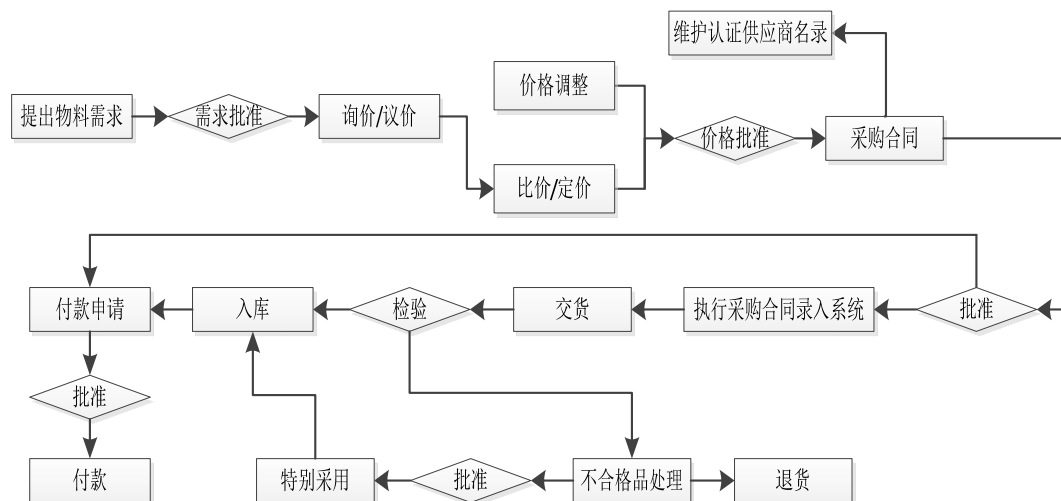 维护认证供应商名录
价格调整
提出物料需求
需求批准
询价/议价
价格批准
采购合同
比价/定价
付款申请
入库
检验
交货
执行采购合同录入系统
批准
批准
付款
特别采用
批准
不合格品处理
退货